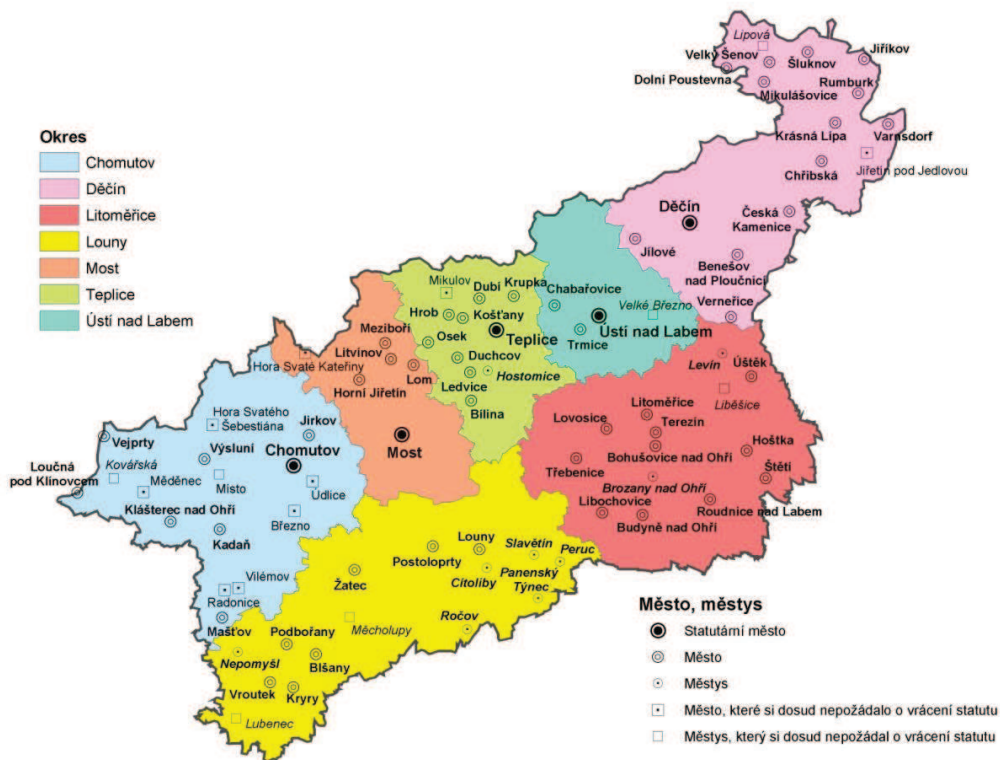 Okres
Chomutov
Děčín
Litoměřice
Louny
Most
Teplice
Ústí nad Labem
Lipová
Velký Šenov
Šluknov
Jiříkov
Dolní Poustevna
Mikulášovice
Rumburk
Krásná Lípa
Varnsdorf
Chřibská
Jiřetín pod Jedlovou
Děčín
Česká
Kamenice
Jílové
Benešov
nad Ploučnicí
Verneřice
Chabařovice
Velké Březno
Ústí nad Labem
Trmice
Mikulov
Dubí
Krupka
Hrob
Košťany
Teplice
Osek
Duchcov
Ledvice
Hostomice
Bílina
Meziboří
Litvínov
Hora Svaté Kateřiny
Lom
Horní Jiřetín
Most
Levín
Úštěk
Liběšice
Litoměřice
Lovosice
Terezín
Hoštka
Bohušovice nad Ohří
Třebenice
Štětí
Brozany nad Ohří
Libochovice
Roudnice nad Labem
Budyně nad Ohří
Hora Svatého
Šebestiána
Jirkov
Vejprty
Výsluní
Chomutov
Loučná
pod Klínovcem
Kovářská
Měděnec
Místo
Údlice
Klášterec nad Ohří
Březno
Kadaň
Vilémov
Radonice
Mašťov
Louny
Slavětín
Peruc
Postoloprty
Citoliby
Panenský
Týnec
Žatec
Ročov
Měcholupy
Podbořany
Nepomyšl
Blšany
Vroutek
Kryry
Lubenec
Město, městys
Statutární město
Město
Městys
Město, které si dosud nepožádalo o vrácení statutu
Městys, který si dosud nepožádal o vrácení statutu